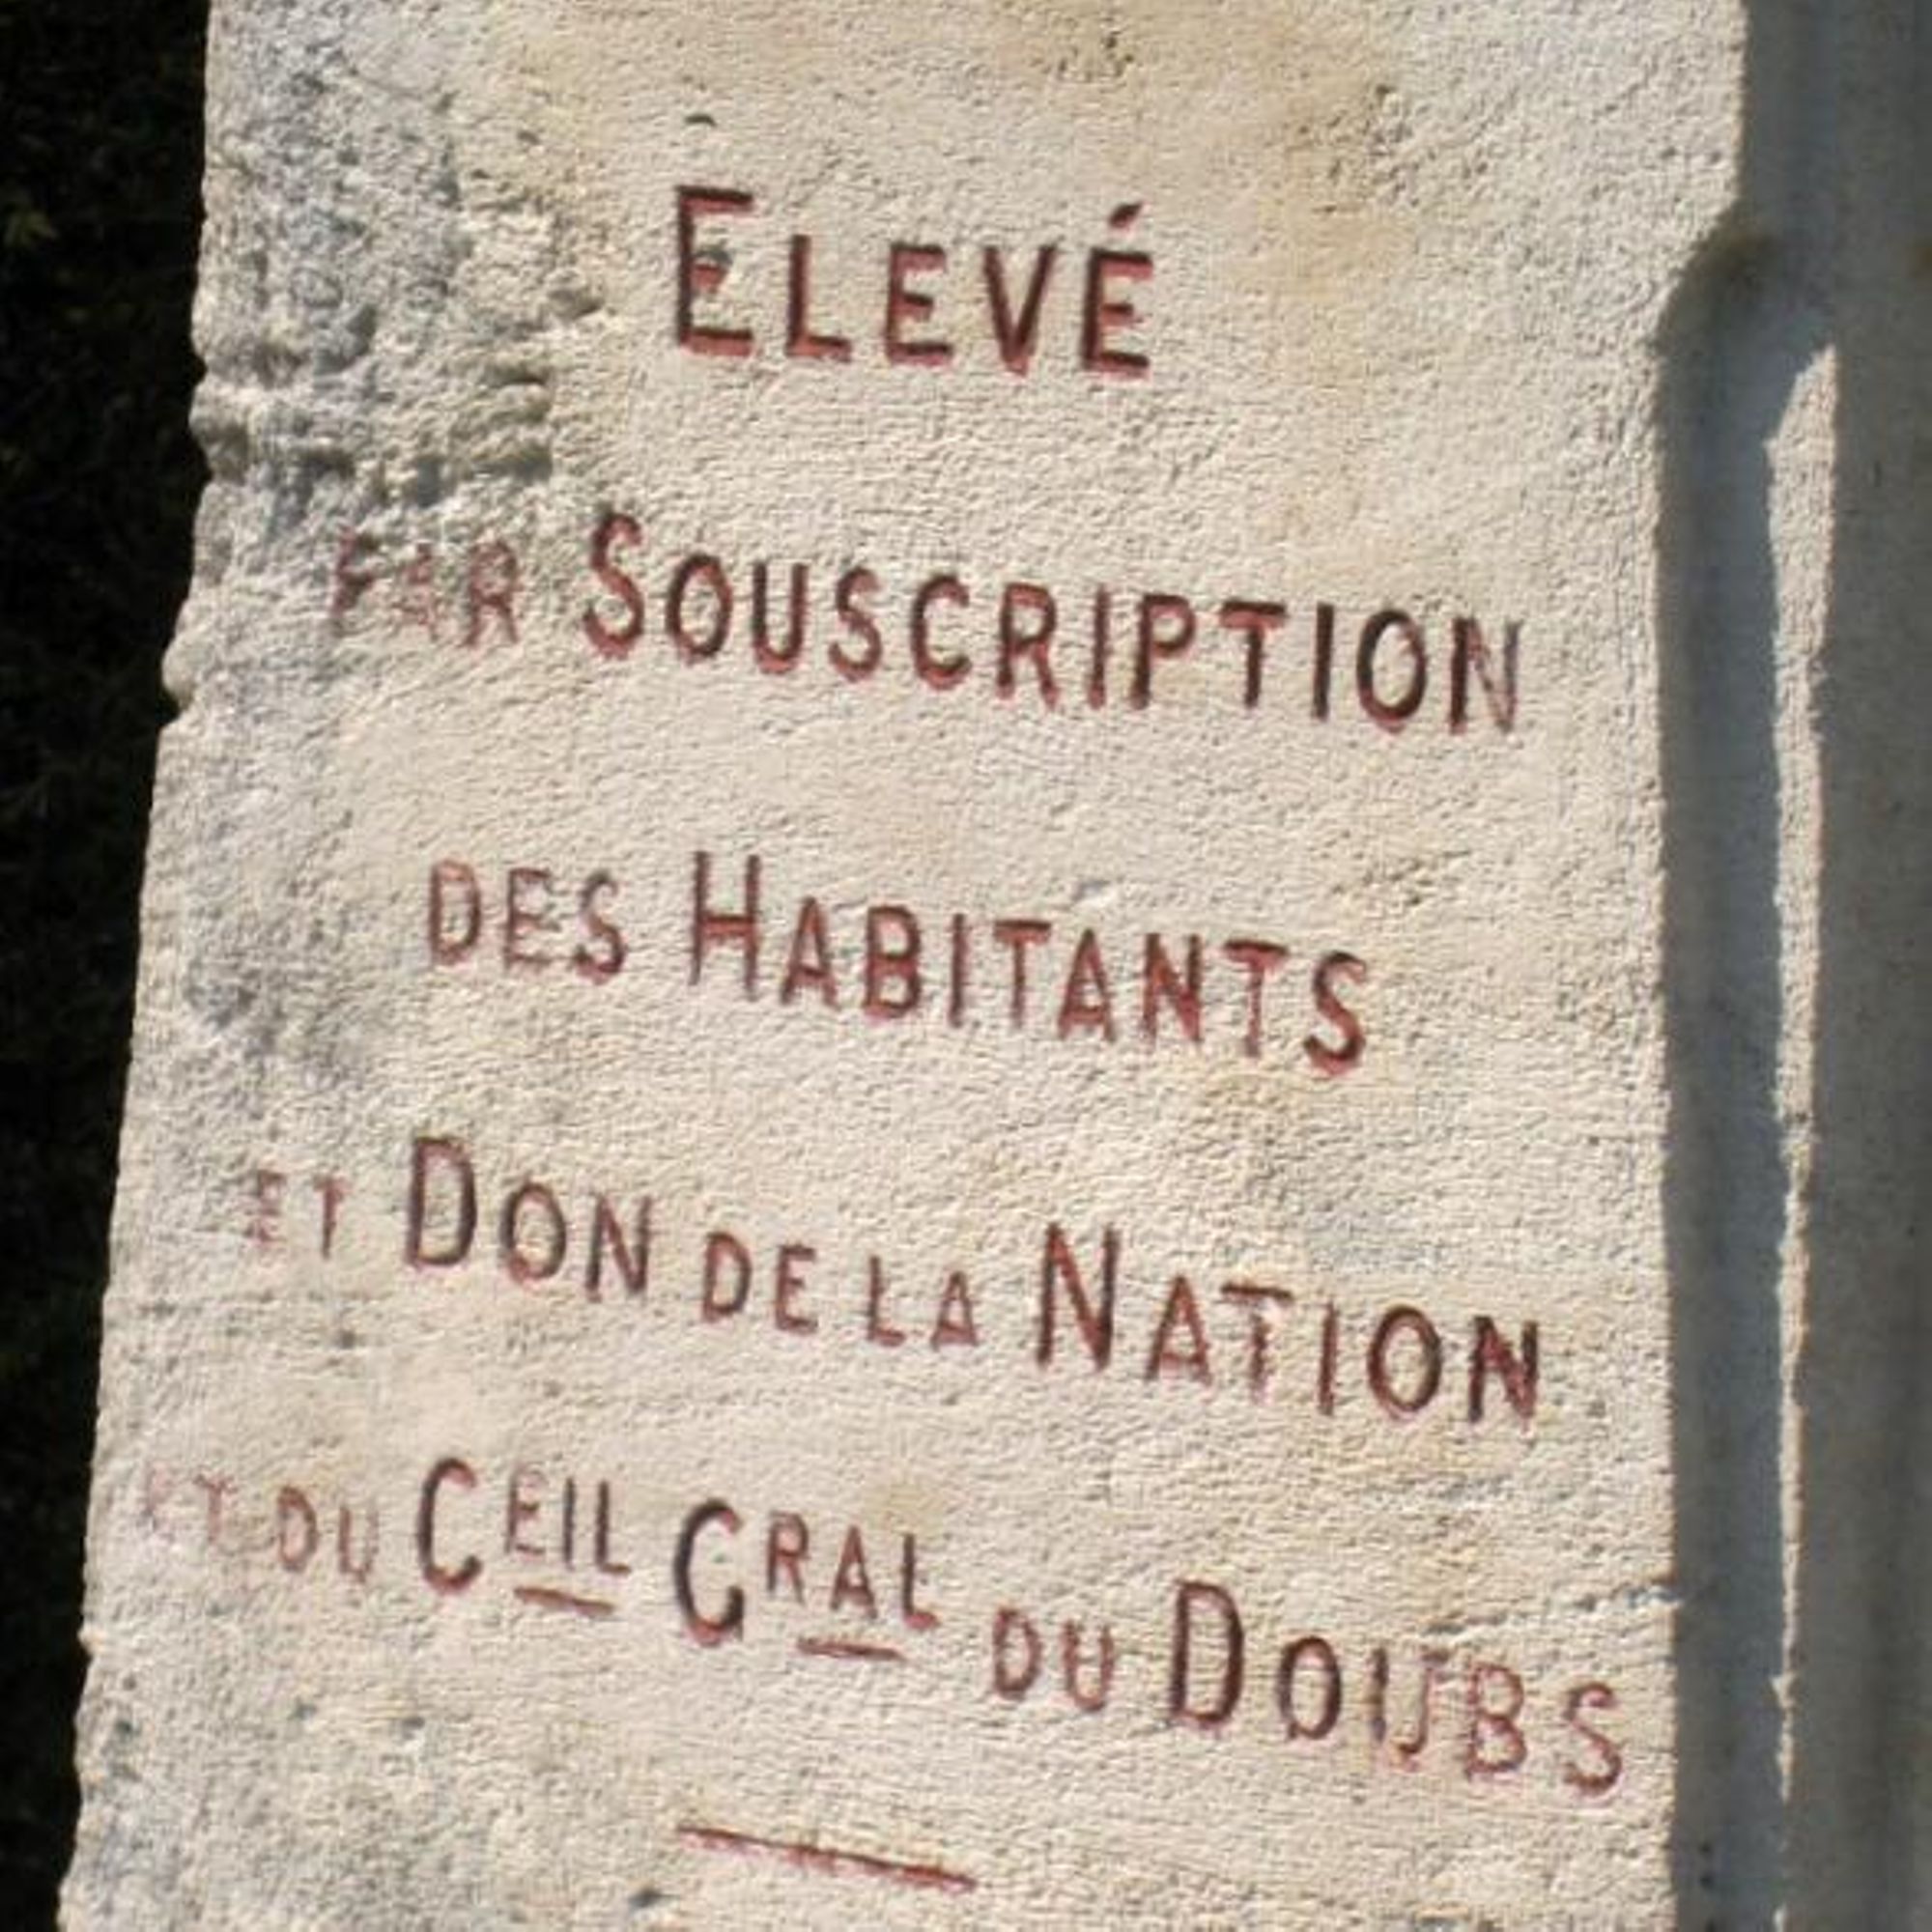 ELEVÉ
PAR SOUSCRIPTION
DES HABITANTS
ET DON DE LA NATION
ET DU CEIL GRAL DU DOUBS